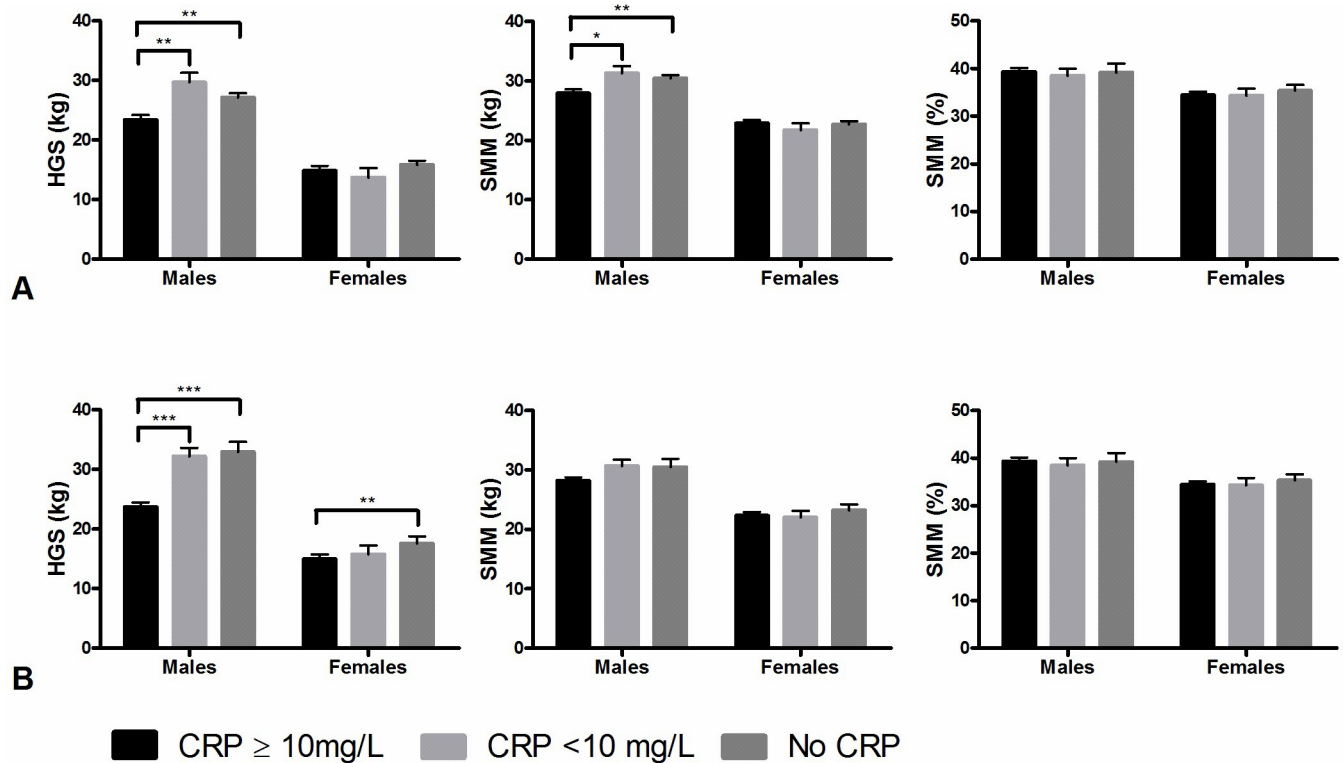 40
30
20
10
0
HGS (kg)
**
**
Males
Females
40
30
20
10
0
SMM (kg)
*
**
Males
Females
50
40
30
20
10
0
SMM (%)
Males
Females
A
40
30
20
10
0
HGS (kg)
***
***
**
Males
Females
40
30
20
10
0
SMM (kg)
Males
Females
50
40
30
20
10
0
SMM (%)
Males
Females
B
CRP ≥ 10mg/L
CRP <10 mg/L
No CRP